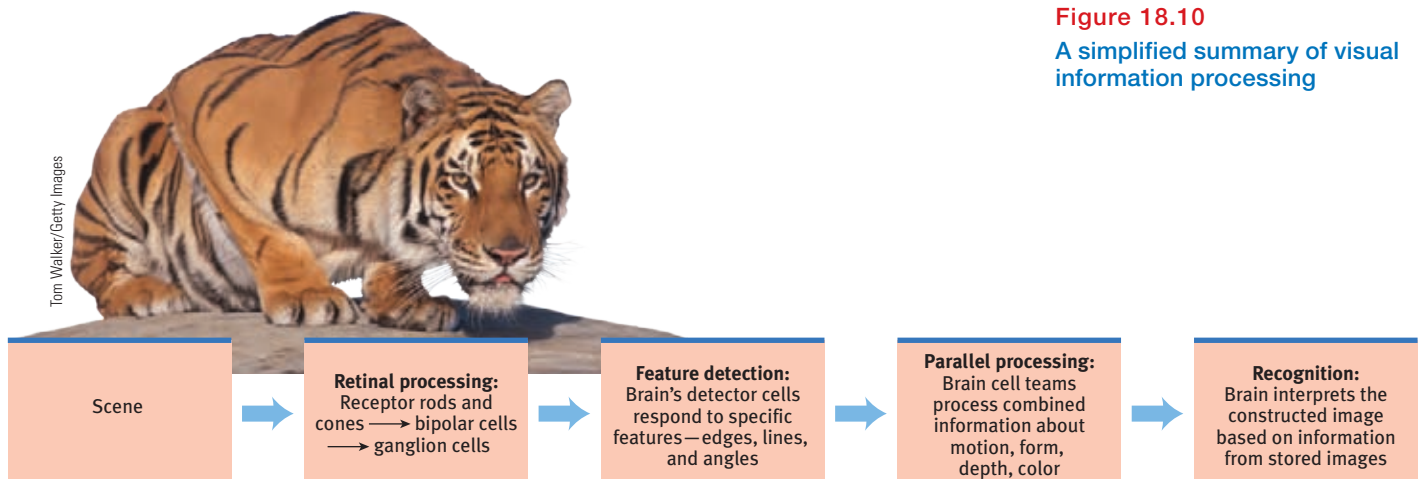 Figure 18.10
A simplified summary of visual
information processing
Tom Walker/Getty Images
Scene
Retinal processing:
Receptor rods and
cones ⟶ bipolar cells
⟶ ganglion cells
Feature detection:
Brain's detector cells
respond to specific
features—edges, lines,
and angles
Parallel processing:
Brain cell teams
process combined
information about
motion, form,
depth, color
Recognition:
Brain interprets the
constructed image
based on information
from stored images